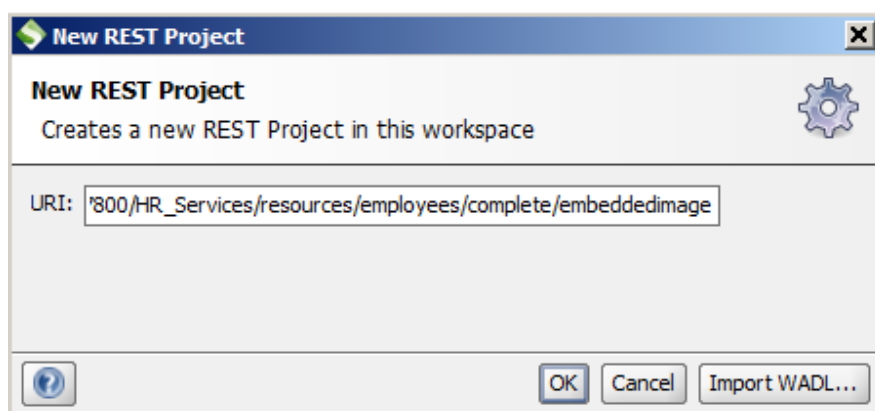 New REST Project
New REST Project
Creates a new REST Project in this workspace
URI: 800/HR_Services/resources/employees/complete/embeddedimage
OK Cancel Import WADL...